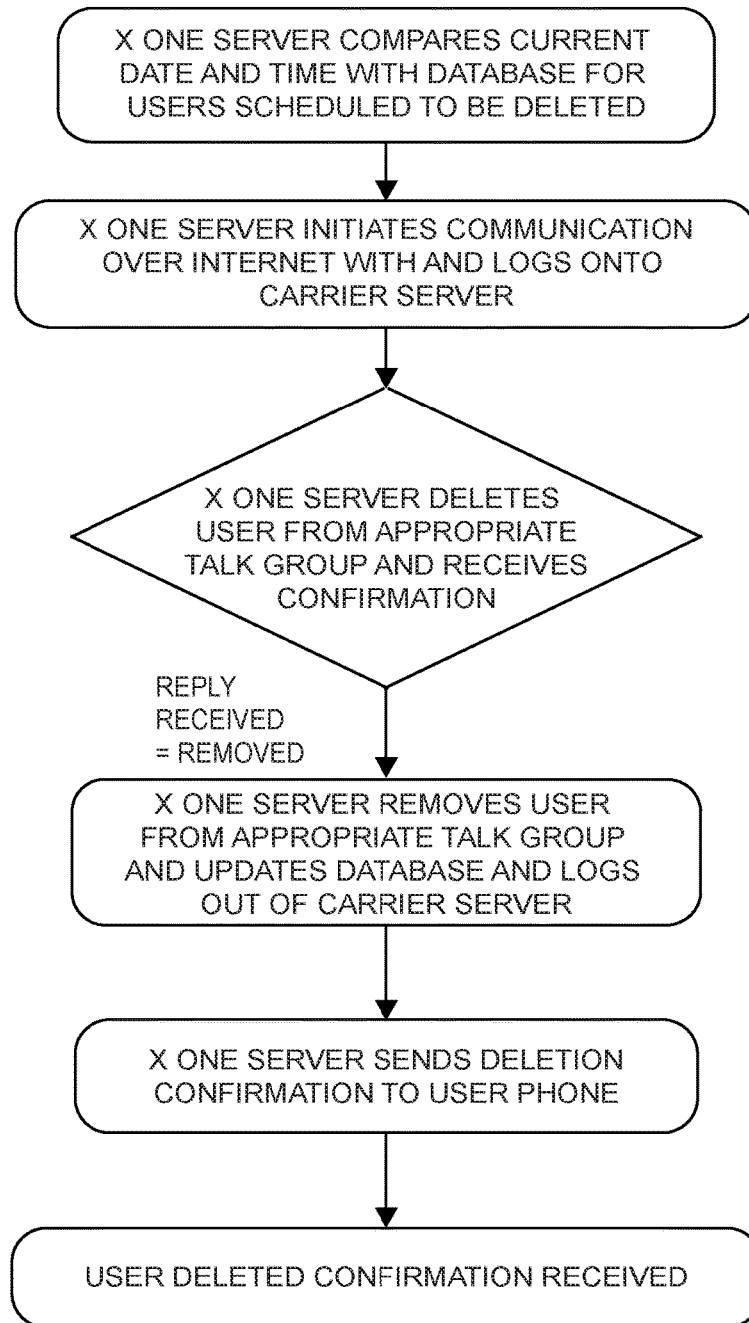 X ONE SERVER COMPARES CURRENT
DATE AND TIME WITH DATABASE FOR
USERS SCHEDULED TO BE DELETED
X ONE SERVER INITIATES COMMUNICATION
OVER INTERNET WITH AND LOGS ONTO
CARRIER SERVER
X ONE SERVER DELETES
USER FROM APPROPRIATE
TALK GROUP AND RECEIVES
CONFIRMATION
REPLY
RECEIVED
= REMOVED
X ONE SERVER REMOVES USER
FROM APPROPRIATE TALK GROUP
AND UPDATES DATABASE AND LOGS
OUT OF CARRIER SERVER
X ONE SERVER SENDS DELETION
CONFIRMATION TO USER PHONE
USER DELETED CONFIRMATION RECEIVED